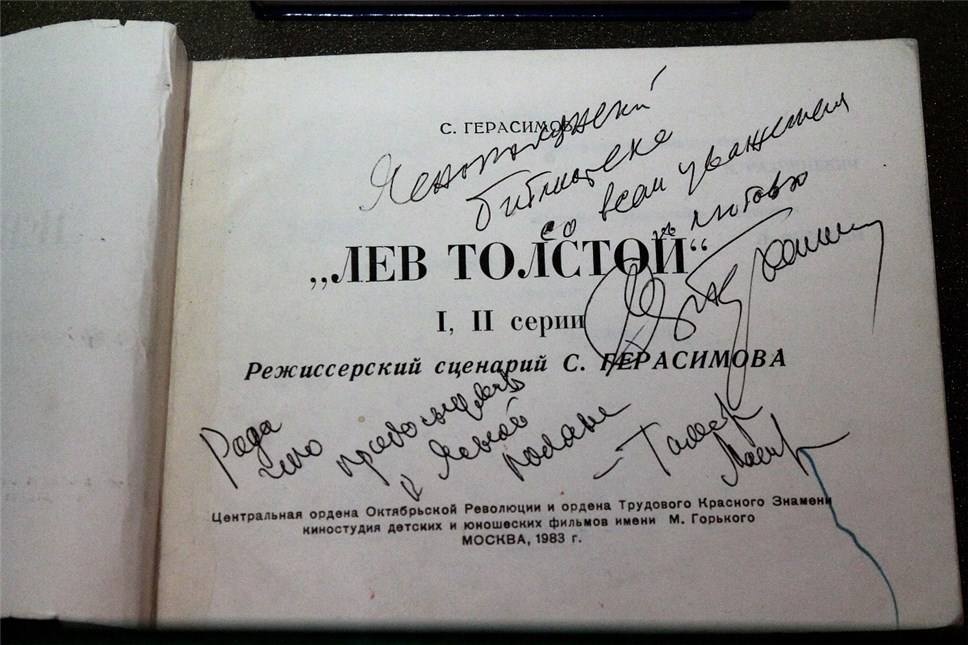 С. ГЕРАСИМОВ
Яснополянской
библиотеке
со всем уважением
и любовью
„ЛЕВ ТОЛСТОЙ“
I, II серии
Режиссерский сценарий С. ГЕРАСИМОВА
Рада
что
к Ясной
поляне
Центральная ордена Октябрьской Революции и ордена Трудового Красного Знамени
киностудия детских и юношеских фильмов имени М. Горького
МОСКВА, 1983 г.